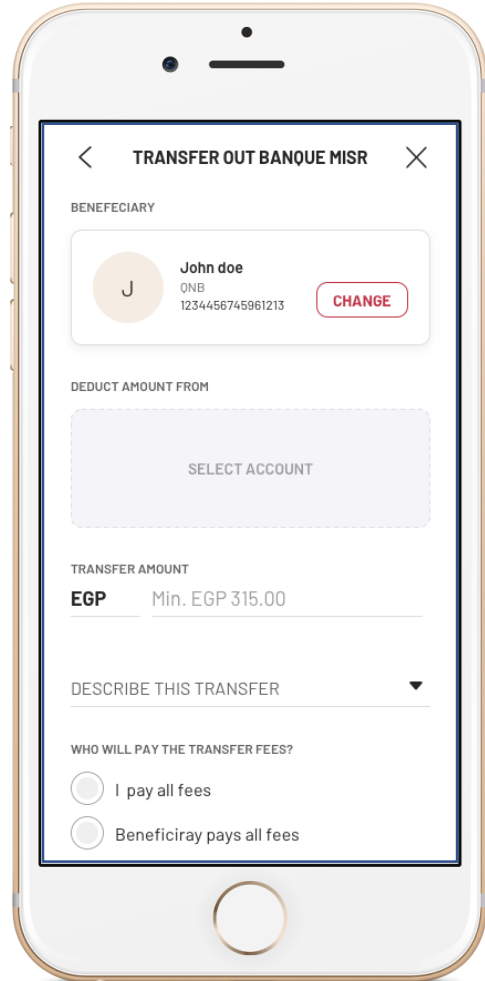 TRANSFER OUT BANQUE MISR
BENEFECIARY
J
John doe
QNB
1234456745961213
CHANGE
DEDUCT AMOUNT FROM
SELECT ACCOUNT
TRANSFER AMOUNT
EGP Min. EGP 315.00
DESCRIBE THIS TRANSFER
WHO WILL PAY THE TRANSFER FEES?
I pay all fees
Beneficiray pays all fees